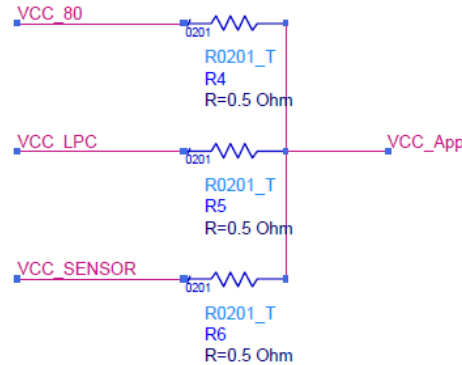 VCC_80
0201
R0201_T
R4
R=0.5 Ohm
VCC_LPC
0201
VCC_App
R0201_T
R5
R=0.5 Ohm
VCC_SENSOR
0201
R0201_T
R6
R=0.5 Ohm